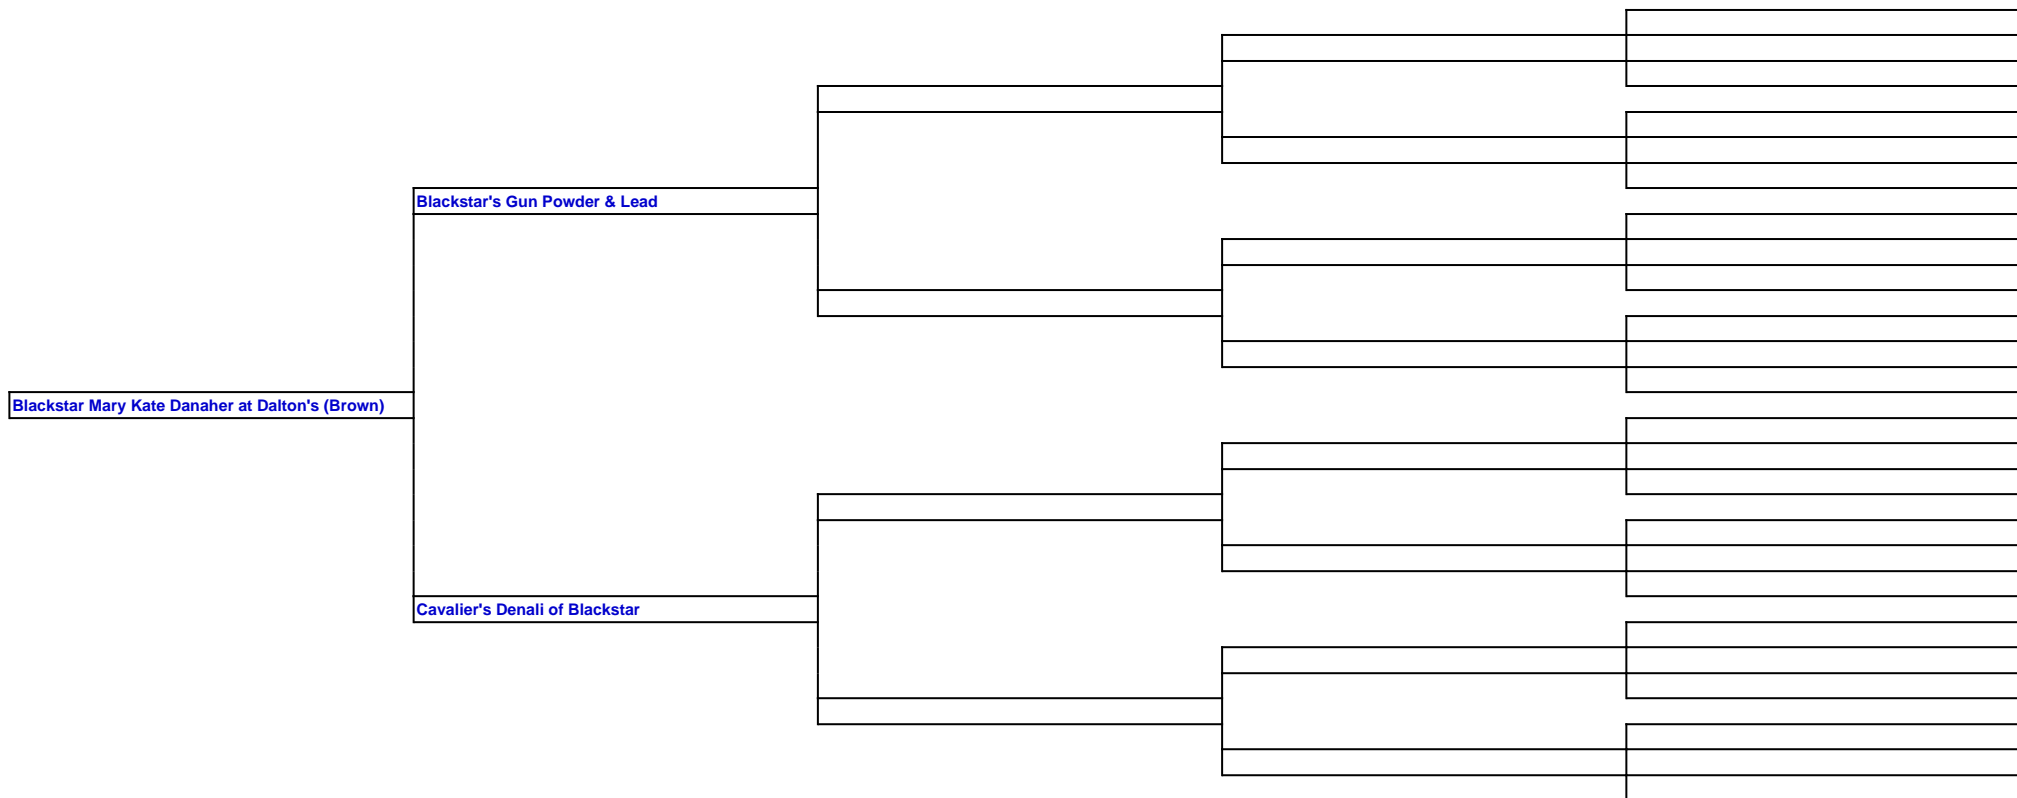 Blackstar's Gun Powder & Lead
Blackstar Mary Kate Danaher at Dalton's (Brown)
Cavalier's Denali of Blackstar